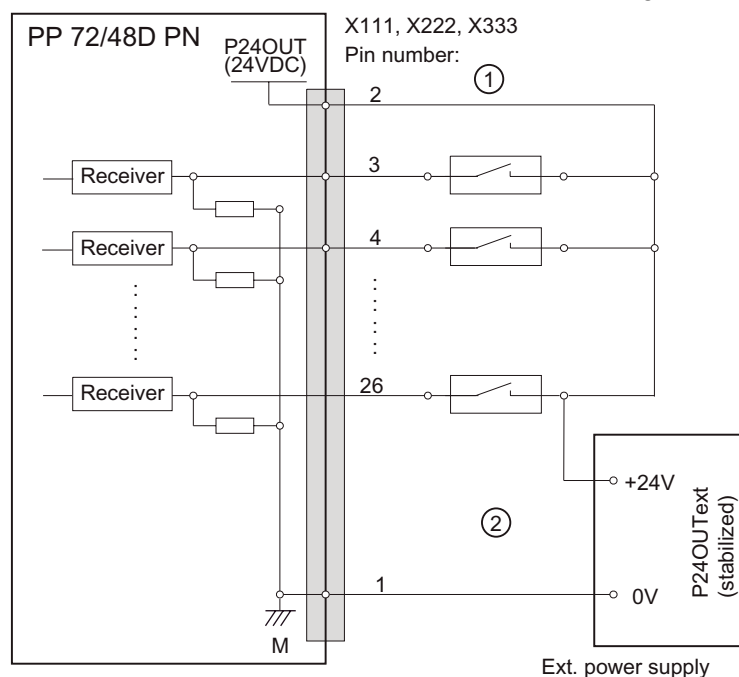 PP 72/48D PN
P24OUT
(24VDC)
X111, X222, X333
Pin number:
1
2
Receiver
3
Receiver
4
Receiver
26
+24V
P24OUText
(stabilized)
2
1
0V
M
Ext. power supply